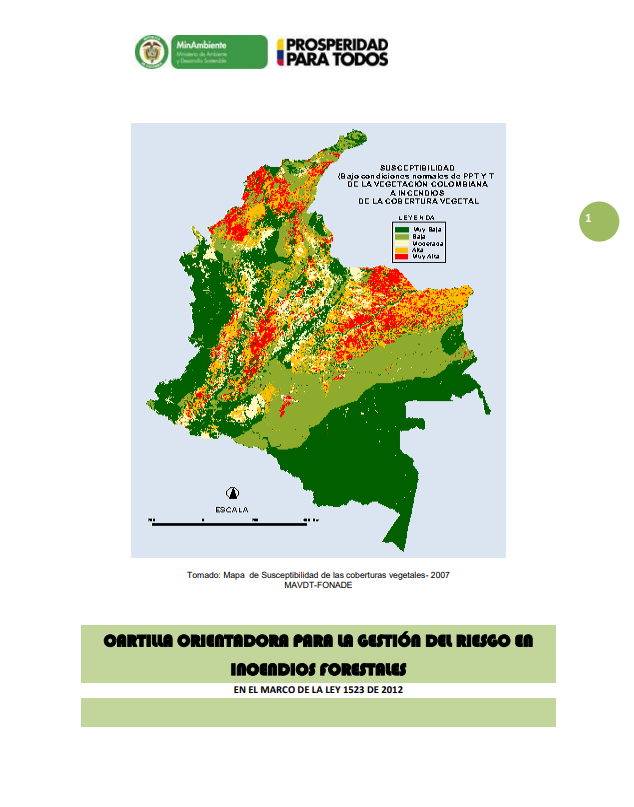 MinAmbiente
Ministerio de Ambiente
y Desarrollo Sostenible
PROSPERIDAD
PARA TODOS
SUSCEPTIBILIDAD
(Bajo condiciones normales de PPT Y T
DE LA VEGETACIÓN COLOMBIANA
A INCENDIOS
DE LA COBERTURA VEGETAL
LEYENDA
Muy Baja
Baja
Moderada
Alta
Muy Alta
1
ESCALA
0
Tomado: Mapa de Susceptibilidad de las coberturas vegetales- 2007
MAVDT-FONADE
CARTILLA ORIENTADORA PARA LA GESTIÓN DEL RIESGO EN
INCENDIOS FORESTALES
EN EL MARCO DE LA LEY 1523 DE 2012